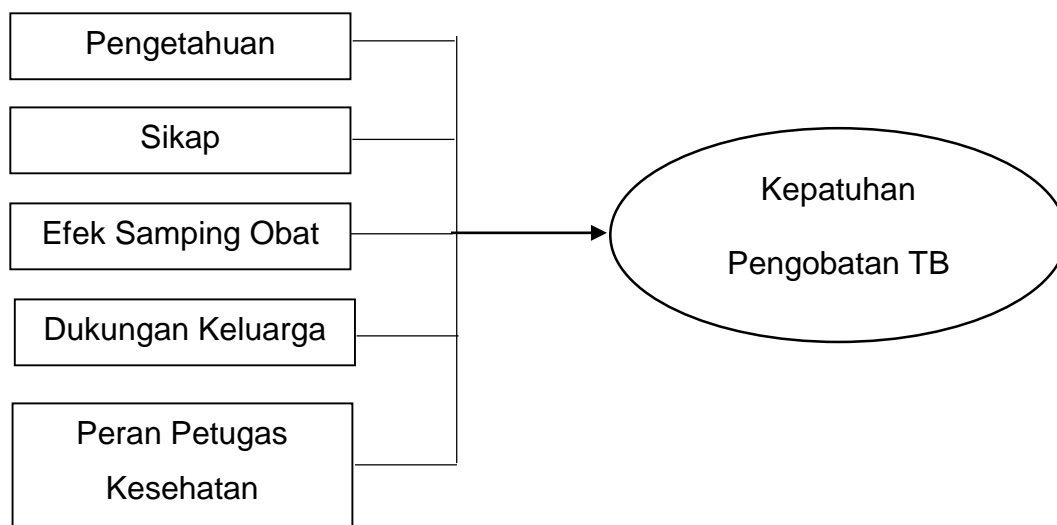 Pengetahuan
Sikap
Efek Samping Obat
Dukungan Keluarga
Peran Petugas
Kesehatan
Kepatuhan
Pengobatan TB